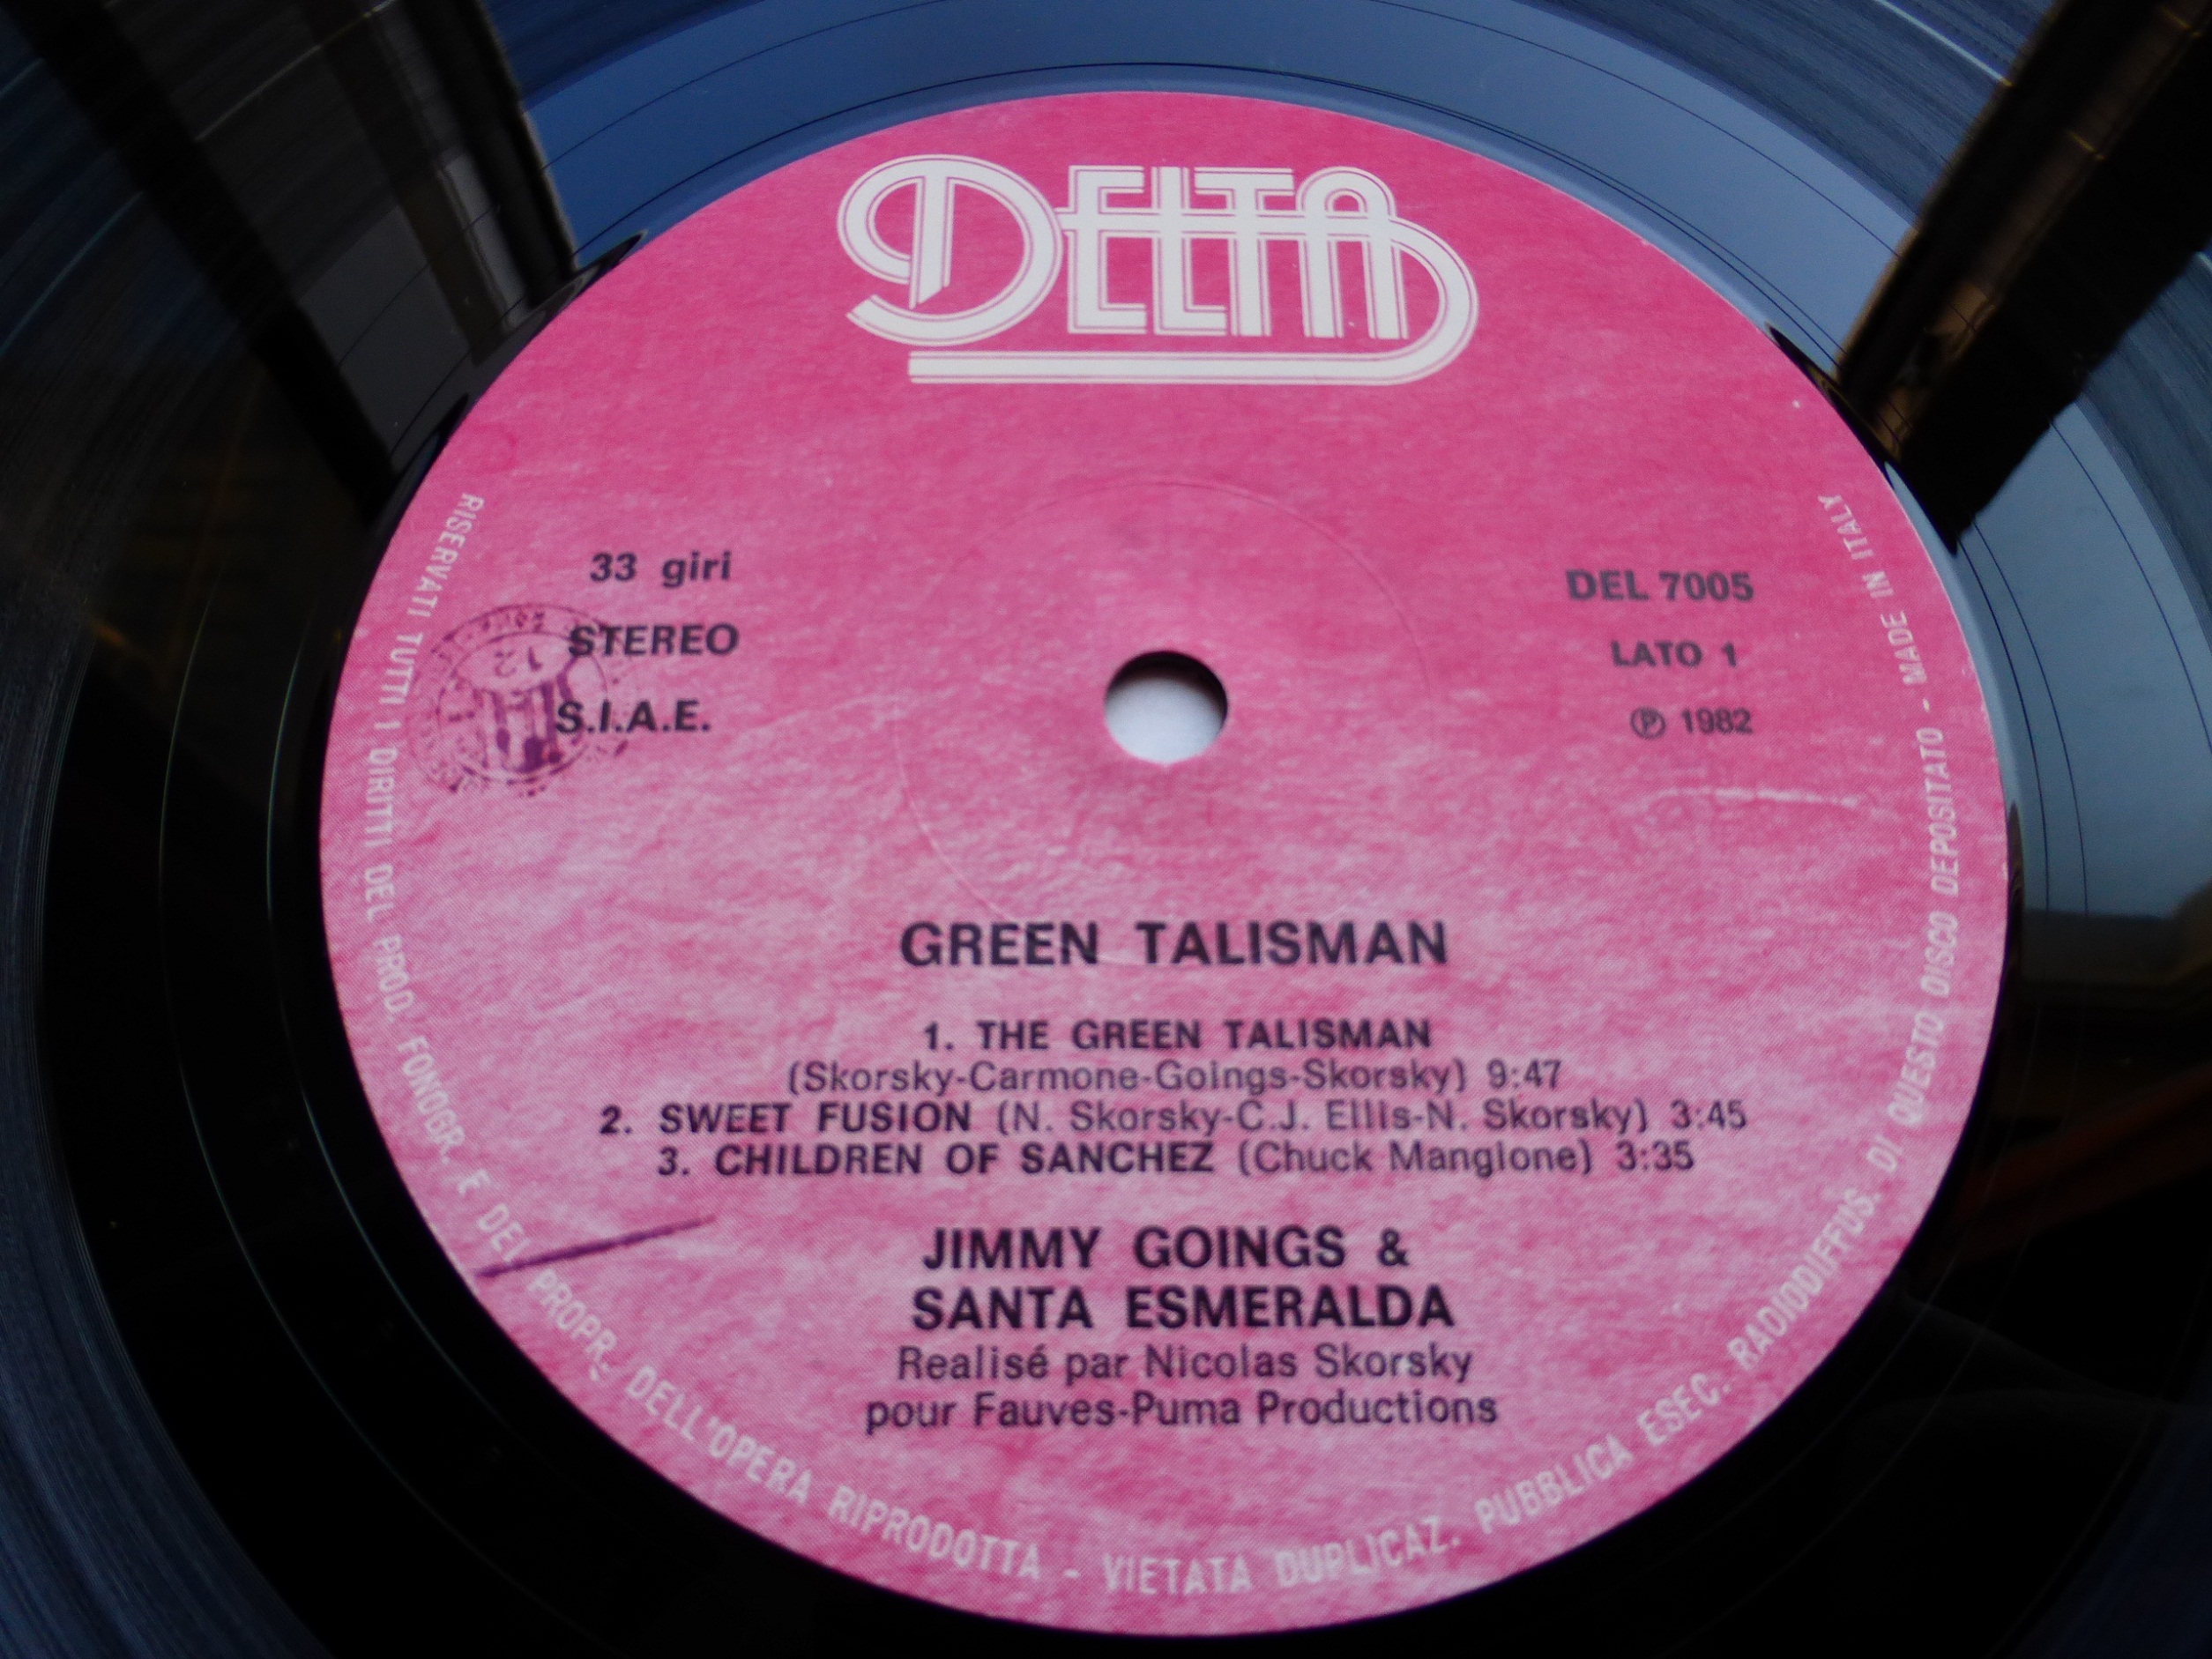 DELTA
33 giri
STEREO
S.I.A.E.
DEL 7005
LATO 1
℗ 1982
GREEN TALISMAN
1. THE GREEN TALISMAN
(Skorsky-Carmone-Goings-Skorsky) 9:47
2. SWEET FUSION (N. Skorsky-C.J. Ellis-N. Skorsky) 3:45
3. CHILDREN OF SANCHEZ (Chuck Mangione) 3:35
JIMMY GOINGS &
SANTA ESMERALDA
Realisé par Nicolas Skorsky
pour Fauves-Puma Productions
RISERVATI TUTTI I DIRITTI DEL PROD. FONOGR. E DEL PROPR. DELL'OPERA RIPRODOTTA - VIETATA DUPLICAZ. PUBBLICA ESEC. RADIODIFFUS. DI QUESTO DISCO DEPOSITATO - MADE IN ITALY
12